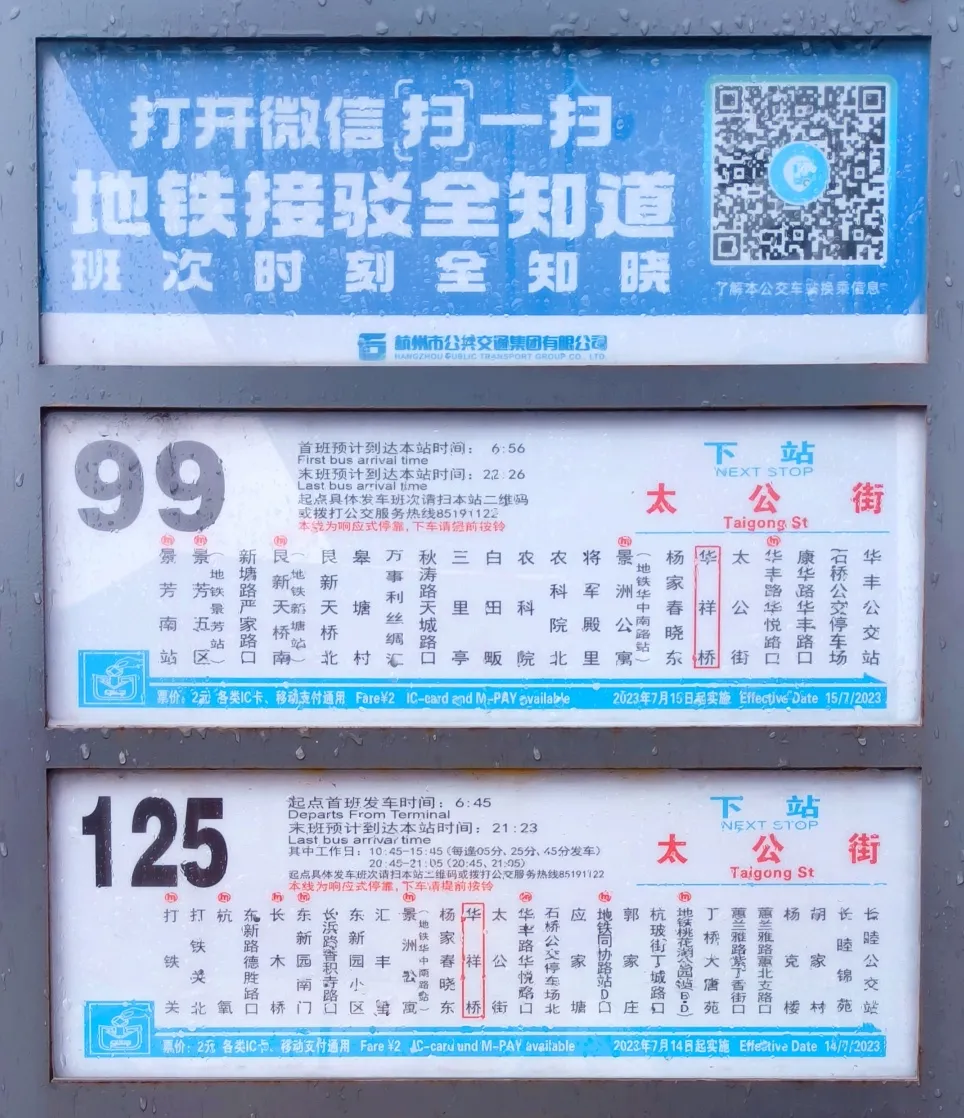 打开微信扫一扫
地铁接驳全知道
班次时刻全知晓
了解本公交车站换乘信息
杭州市公共交通集团有限公司
HANGZHOU PUBLIC TRANSPORT GROUP CO., LTD.
99
首班预计到达本站时间： 6:56
First bus arrival time
末班预计到达本站时间：22:26
Last bus arrival time
起点具体发车班次请扫本站二维码
或拨打公交服务热线85191122
本线为响应式停靠,下车请提前按铃
下 站
NEXT STOP
太公街
Taigong St
景芳南站
景芳五区
（地铁景芳站）
新塘路严家路口
艮新天桥南
（地铁新塘站）
艮新天桥北
皋塘村
万事利丝绸汇
秋涛路天城路口
三里亭
白田畈
农科院
农科院北
将军殿里
景洲公寓
（地铁华中南路站）
杨家春晓东
华祥桥
太公街
华丰路华悦路口
康华路华丰路口
石桥公交停车场
华丰公交站
票价：2元 各类IC卡、移动支付通用 Fare¥2 IC-card and M-PAY available 2023年7月15日起实施 Effective Date 15/7/2023
125
起点首班发车时间：6:45
Departs From Terminal
末班预计到达本站时间：21:23
Last bus arrivar time
其中工作日：10:45-15:45 (每逢05分、25分、45分发车)
20:45-21:05 (20:45、21:05)
起点具体发车班次请扫本站二维码或拨打公交服务热线85191122
本线为响应式停靠,下车请提前按铃
下 站
NEXT STOP
太公街
Taigong St
打铁关
打铁关北
杭氧
东新路德胜路口
长木桥
东新园南门
长浜路香积寺路口
东新园小区
汇丰里
景洲公寓
（地铁华中南路站）
杨家春晓东
华祥桥
太公街
华丰路华悦路口
石桥公交停车场北
应家塘
地铁同协路站D口
郭家庄
杭玻街丁城路口
地铁桃花湖公园站(B·D)
丁桥大唐苑
蕙兰雅路紫丁香街口
蕙兰雅路蕙北支路口
杨克楼
胡家村
长睦锦苑
长睦公交站
票价：2元 各类IC卡、移动支付通用 Fare ¥2 IC-card und M-PAY available 2023年7月14日起实施 Effective Date 14/7/2023